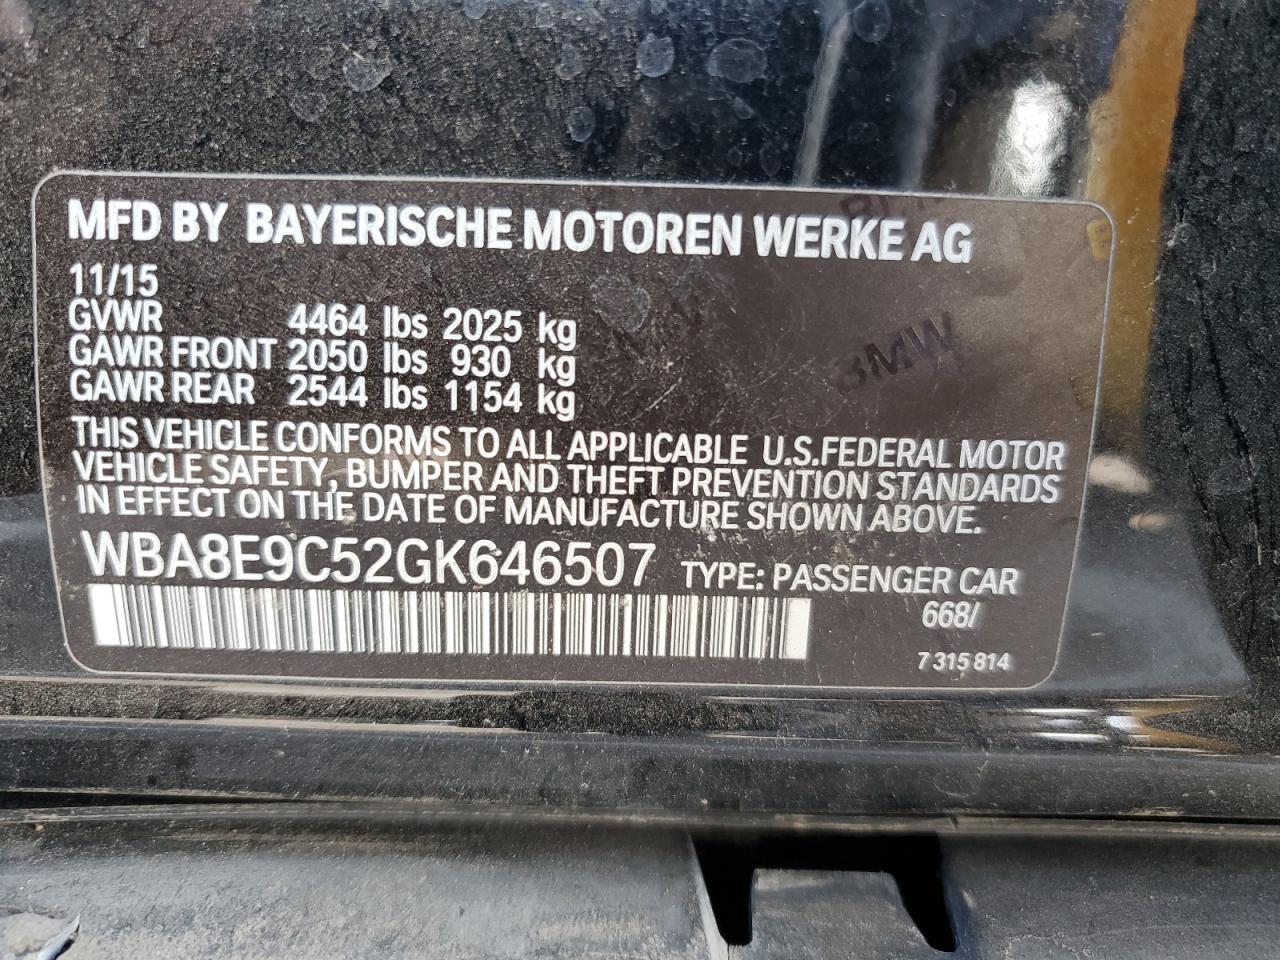 MFD BY BAYERISCHE MOTOREN WERKE AG
11/15
GVWR 4464 lbs 2025 kg
GAWR FRONT 2050 lbs 930 kg
GAWR REAR 2544 lbs 1154 kg
THIS VEHICLE CONFORMS TO ALL APPLICABLE U.S.FEDERAL MOTOR
VEHICLE SAFETY, BUMPER AND THEFT PREVENTION STANDARDS
IN EFFECT ON THE DATE OF MANUFACTURE SHOWN ABOVE.
WBA8E9C52GK646507 TYPE: PASSENGER CAR
668/
7 315 814
BMW